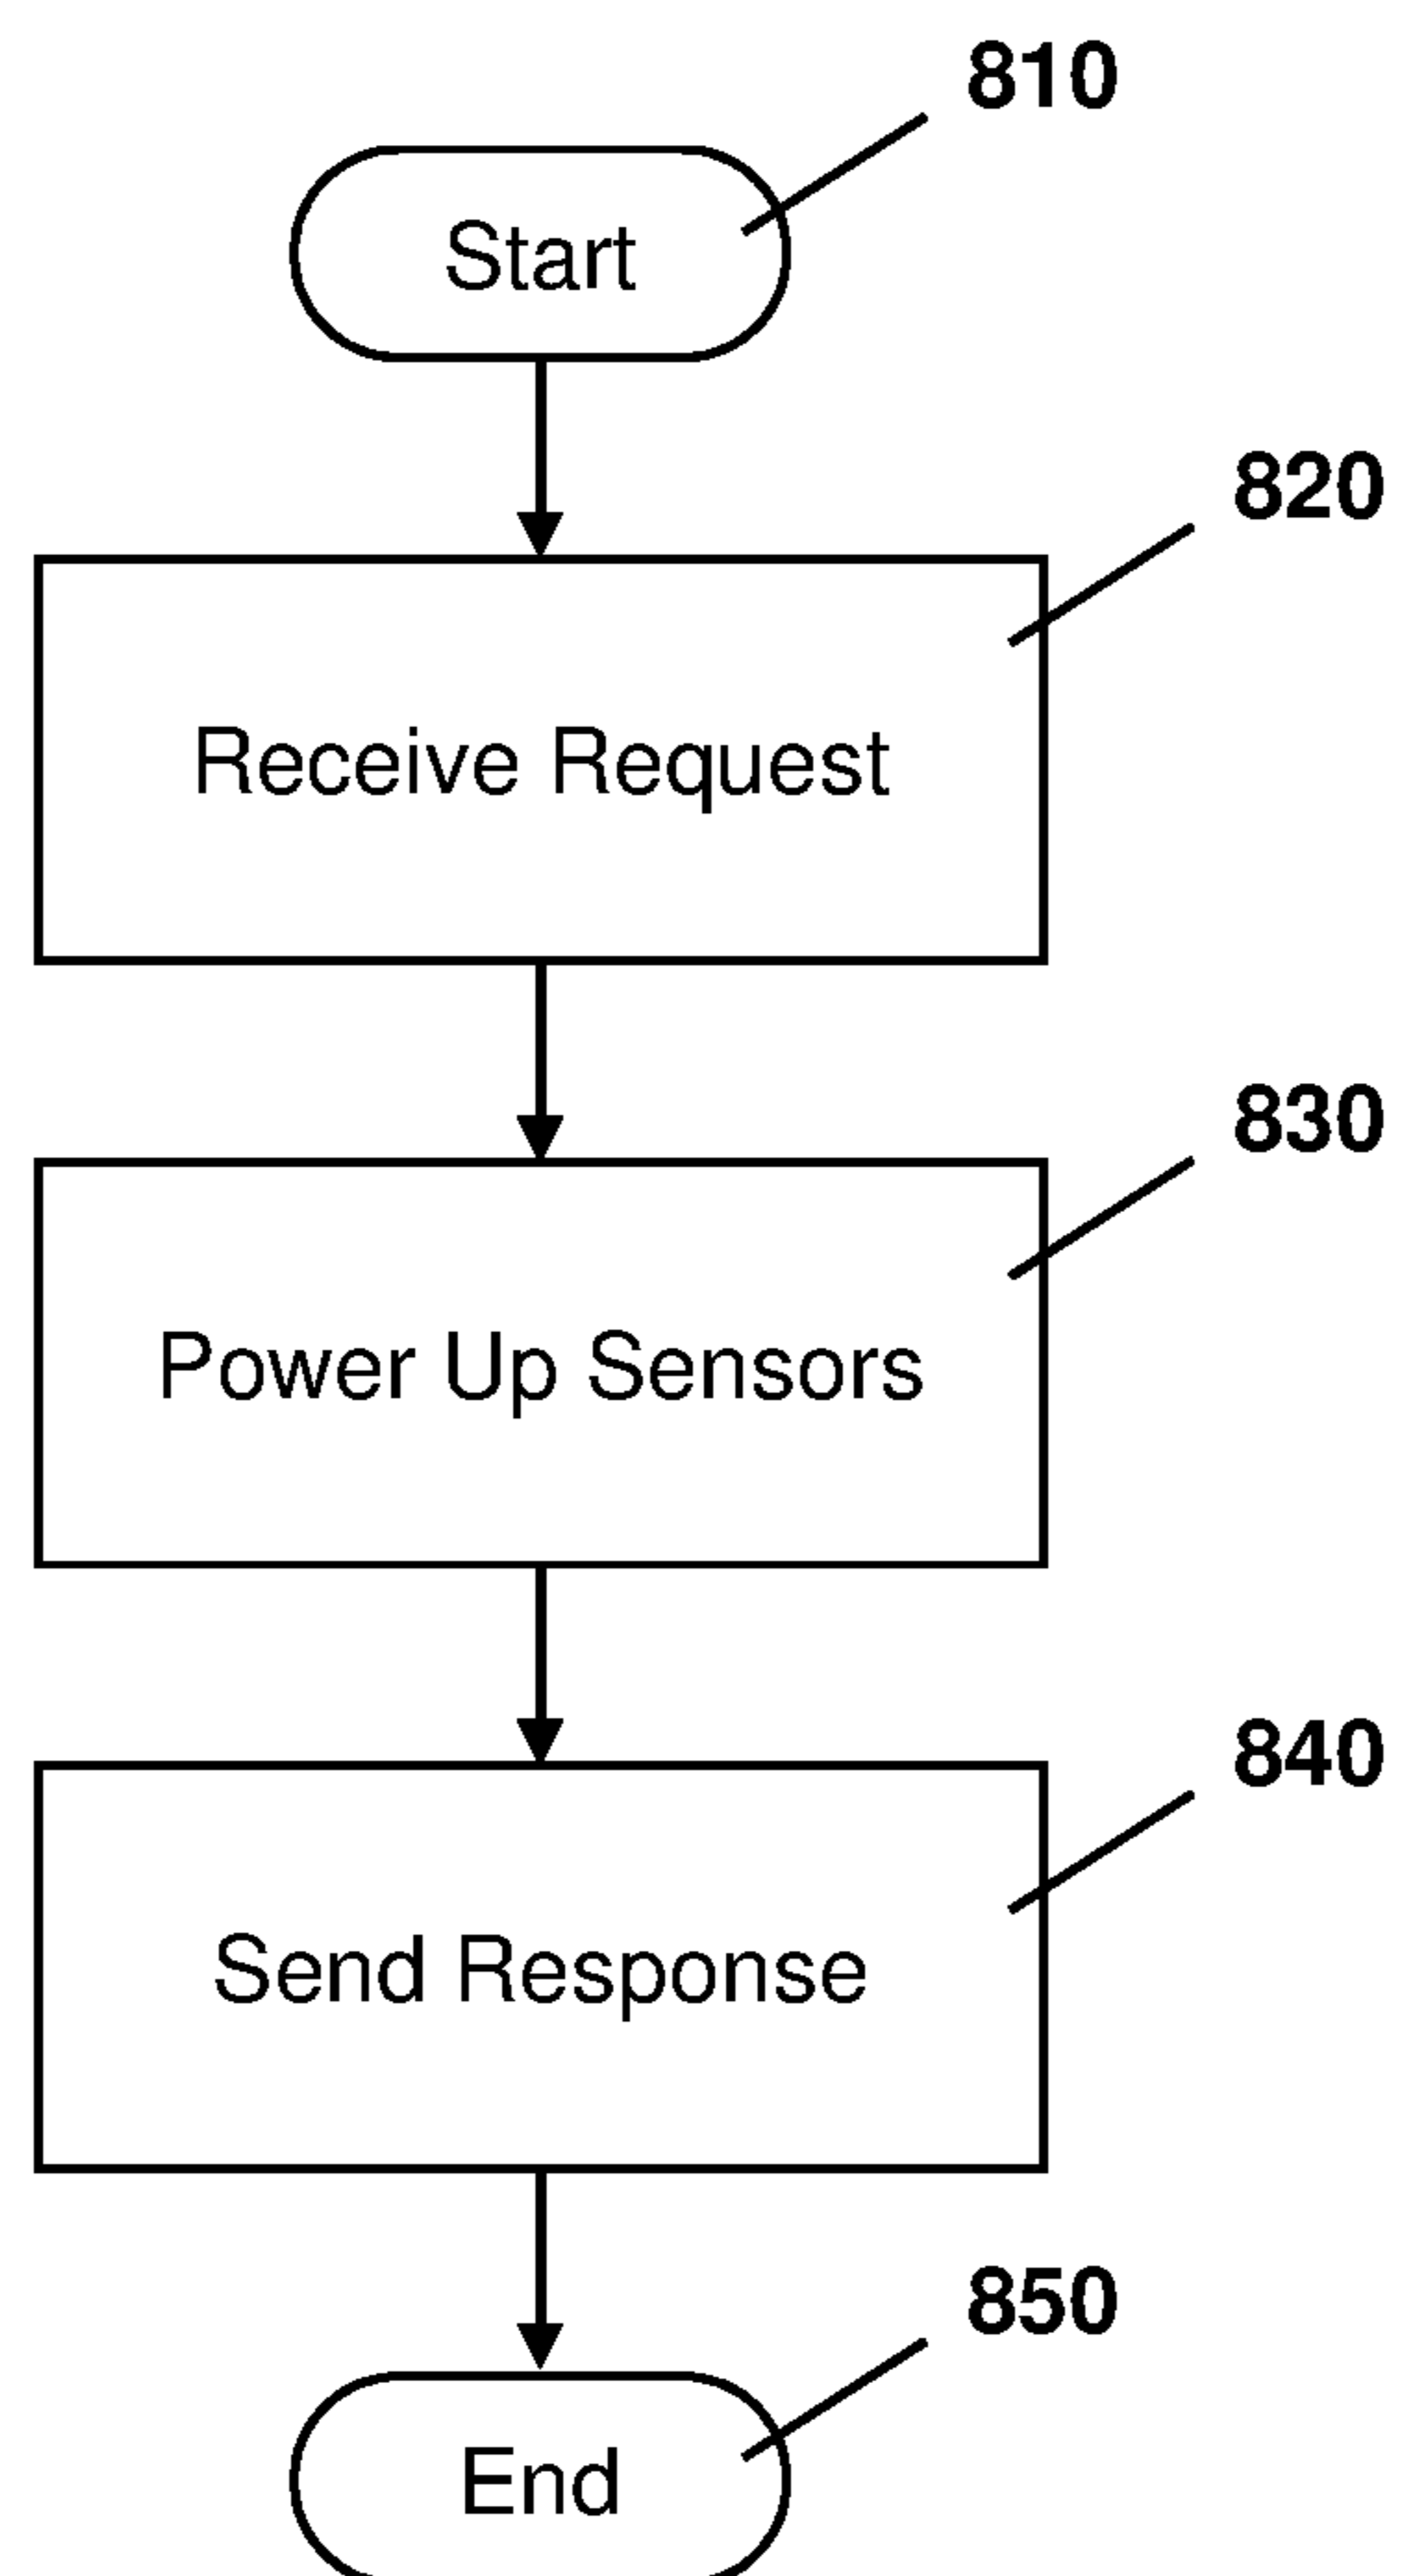 810
Start
820
Receive Request
830
Power Up Sensors
840
Send Response
850
End